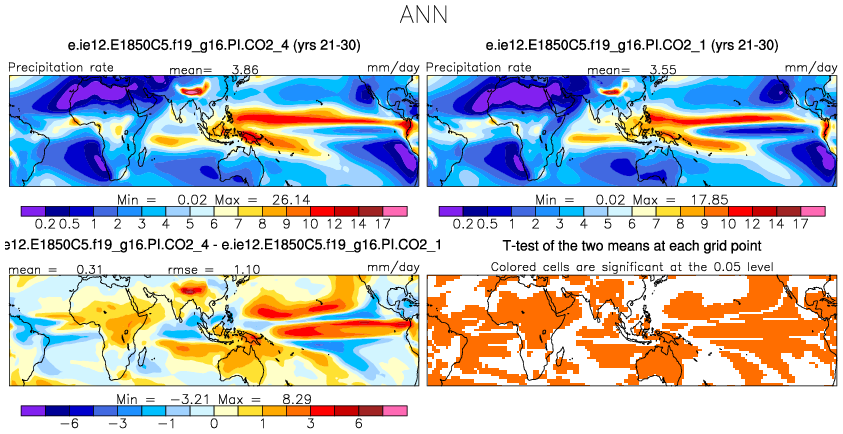 ANN
e.ie12.E1850C5.f19_g16.PI.CO2_4 (yrs 21-30)
Precipitation rate mean= 3.86 mm/day
Min = 0.02 Max = 26.14
0.2 0.5 1 2 3 4 5 6 7 8 9 10 12 14 17
e.ie12.E1850C5.f19_g16.PI.CO2_1 (yrs 21-30)
Precipitation rate mean= 3.55 mm/day
Min = 0.02 Max = 17.85
0.2 0.5 1 2 3 4 5 6 7 8 9 10 12 14 17
e.ie12.E1850C5.f19_g16.PI.CO2_4 - e.ie12.E1850C5.f19_g16.PI.CO2_1
mean = 0.31 rmse = 1.10 mm/day
Min = -3.21 Max = 8.29
-6 -3 -1 0 1 3 6
T-test of the two means at each grid point
Colored cells are significant at the 0.05 level